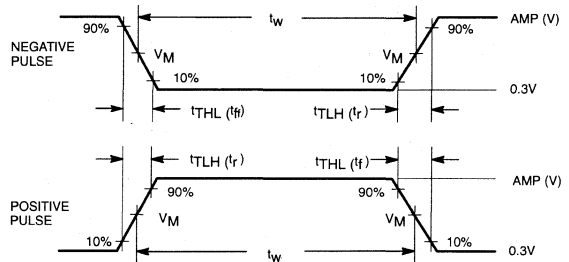 tw
AMP (V)
90%
90%
NEGATIVE
PULSE
VM
VM
10%
10%
0.3V
tTHL (tff)
tTLH (tr)
tTLH (tr)
tTHL (tf)
AMP (V)
90%
90%
POSITIVE
PULSE
VM
VM
10%
10%
0.3V
tw